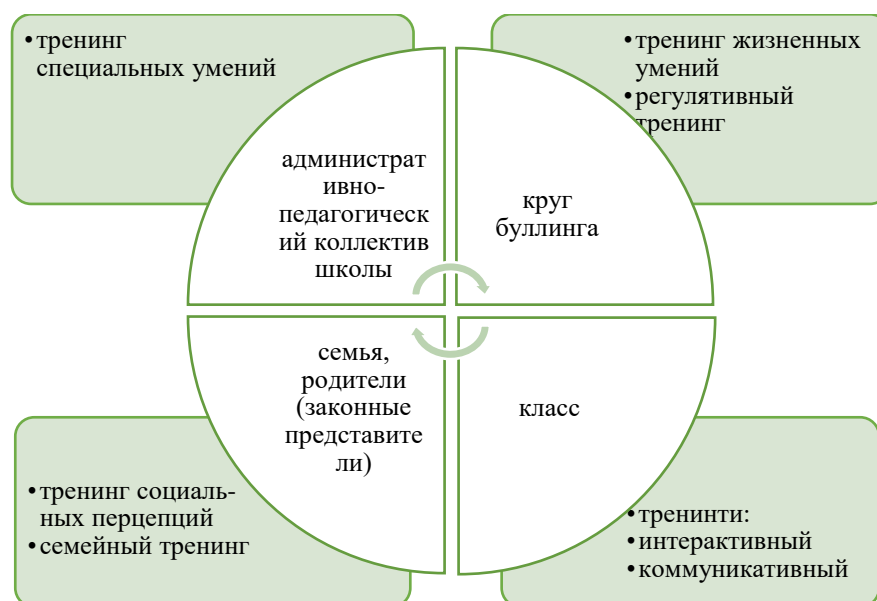 •тренинг
специальных умений
•тренинг жизненных
умений
•регулятивный
тренинг
администрат
ивно-
педагогическ
ий коллектив
школы
круг
буллинга
семья,
родители
(законные
представите
ли)
класс
•тренинг социаль-
ных перцепций
•семейный тренинг
•тренинти:
•интерактивный
•коммуникативный